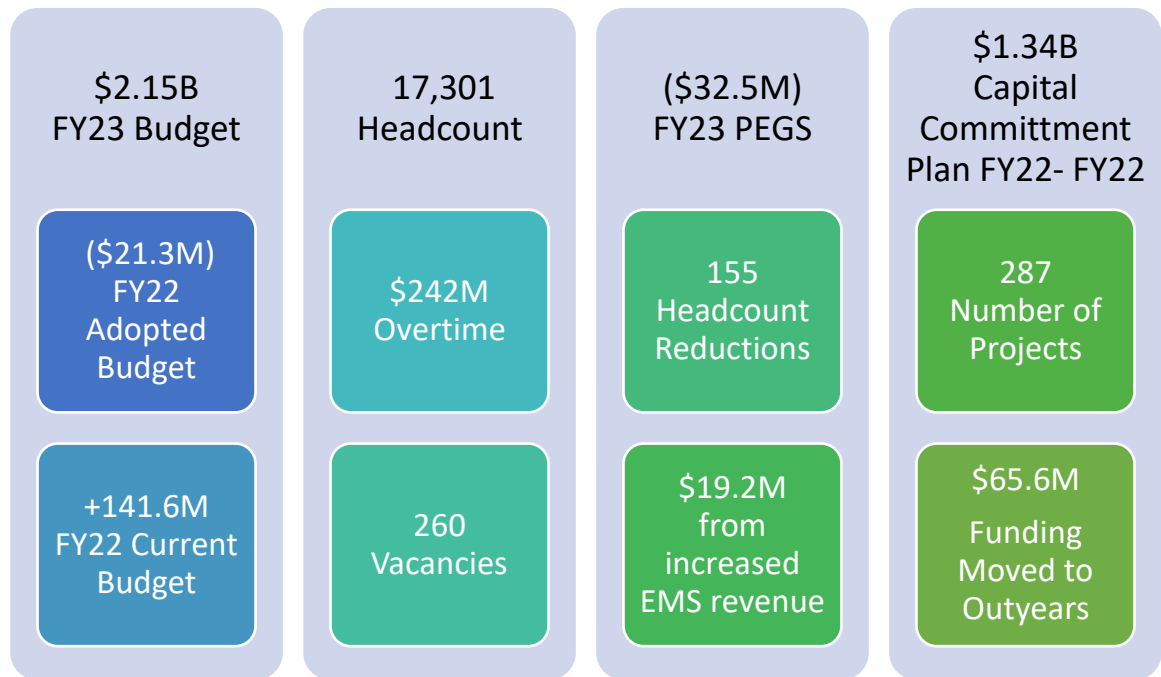 $2.15B
FY23 Budget
($21.3M)
FY22
Adopted
Budget
+141.6M
FY22 Current
Budget
17,301
Headcount
$242M
Overtime
260
Vacancies
($32.5M)
FY23 PEGS
155
Headcount
Reductions
$19.2M
from
increased
EMS revenue
$1.34B
Capital
Committment
Plan FY22- FY22
287
Number of
Projects
$65.6M
Funding
Moved to
Outyears